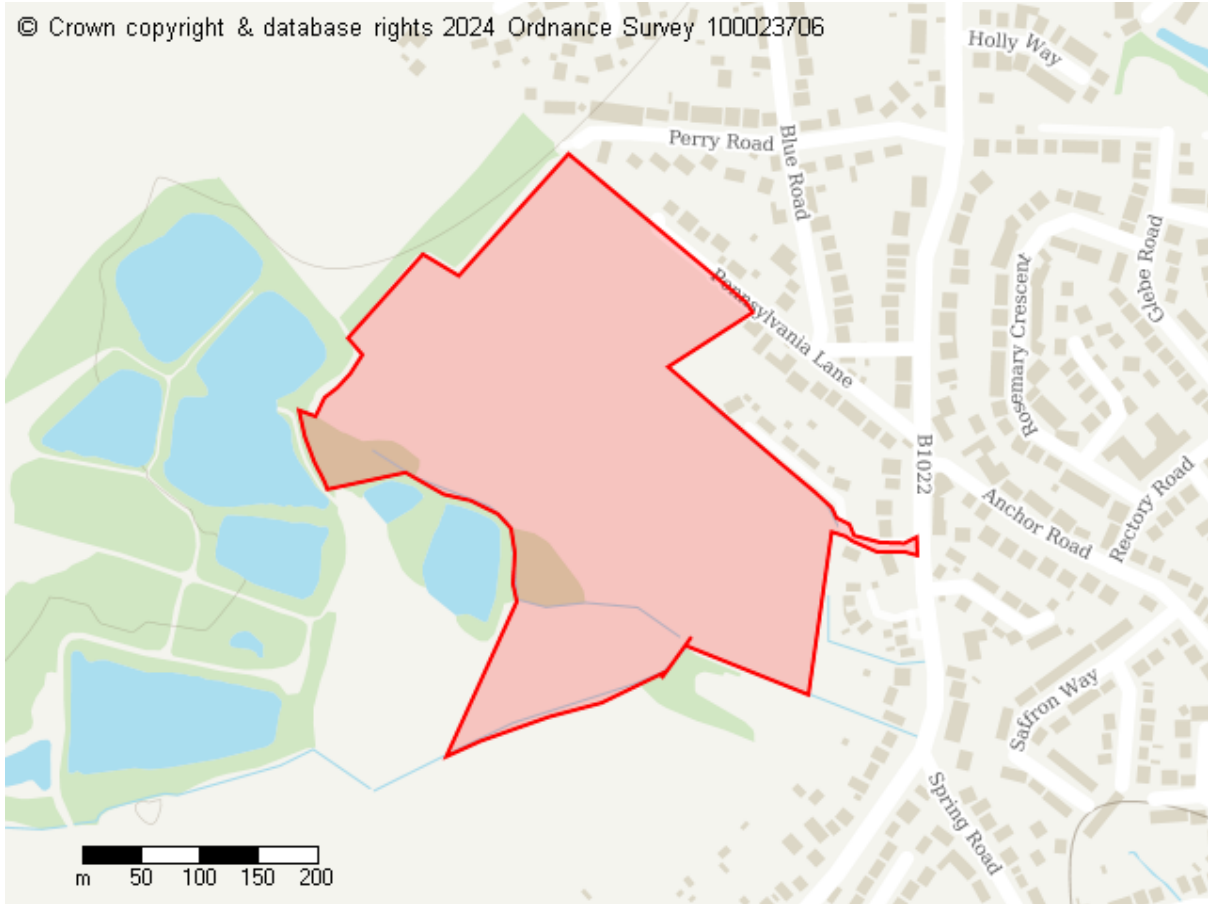 © Crown copyright & database rights 2024 Ordnance Survey 100023706
Holly Way
Perry Road
Blue Road
Glebe Road
Pennsylvania Lane
Rosemary Crescent
B1022
Anchor Road
Rectory Road
Saffron Way
Spring Road
m 50 100 150 200